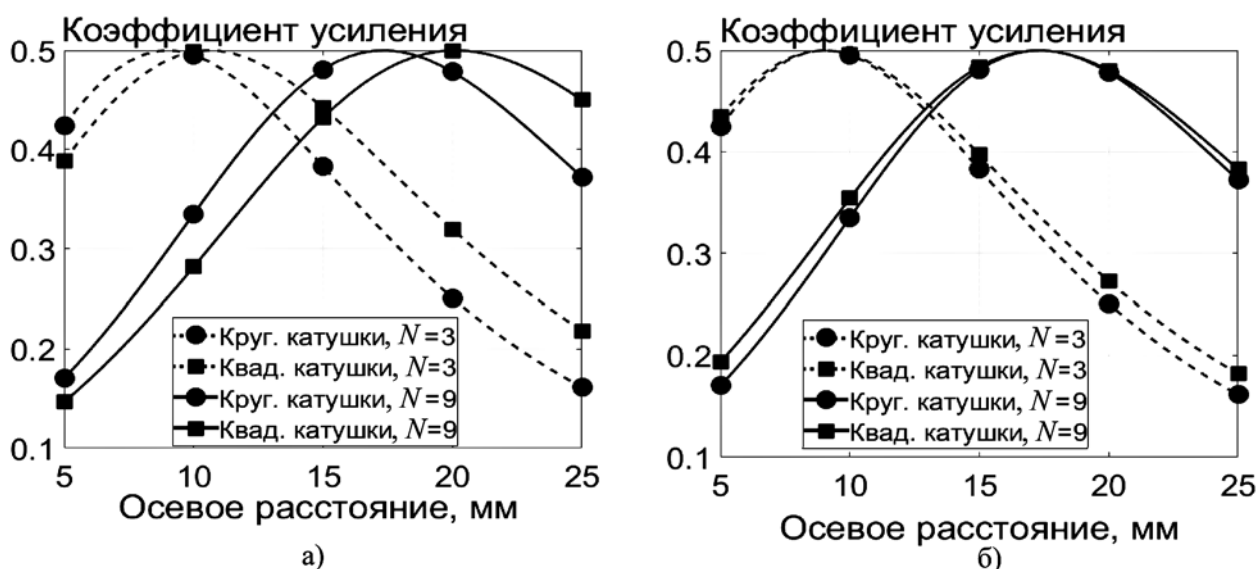 Коэффициент усиления
0.5
0.4
0.3
0.2
0.1
Круг. катушки, N=3
Квад. катушки, N=3
Круг. катушки, N=9
Квад. катушки, N=9
5 10 15 20 25
Осевое расстояние, мм
а)
Коэффициент усиления
0.5
0.4
0.3
0.2
0.1
Круг. катушки, N=3
Квад. катушки, N=3
Круг. катушки, N=9
Квад. катушки, N=9
5 10 15 20 25
Осевое расстояние, мм
б)